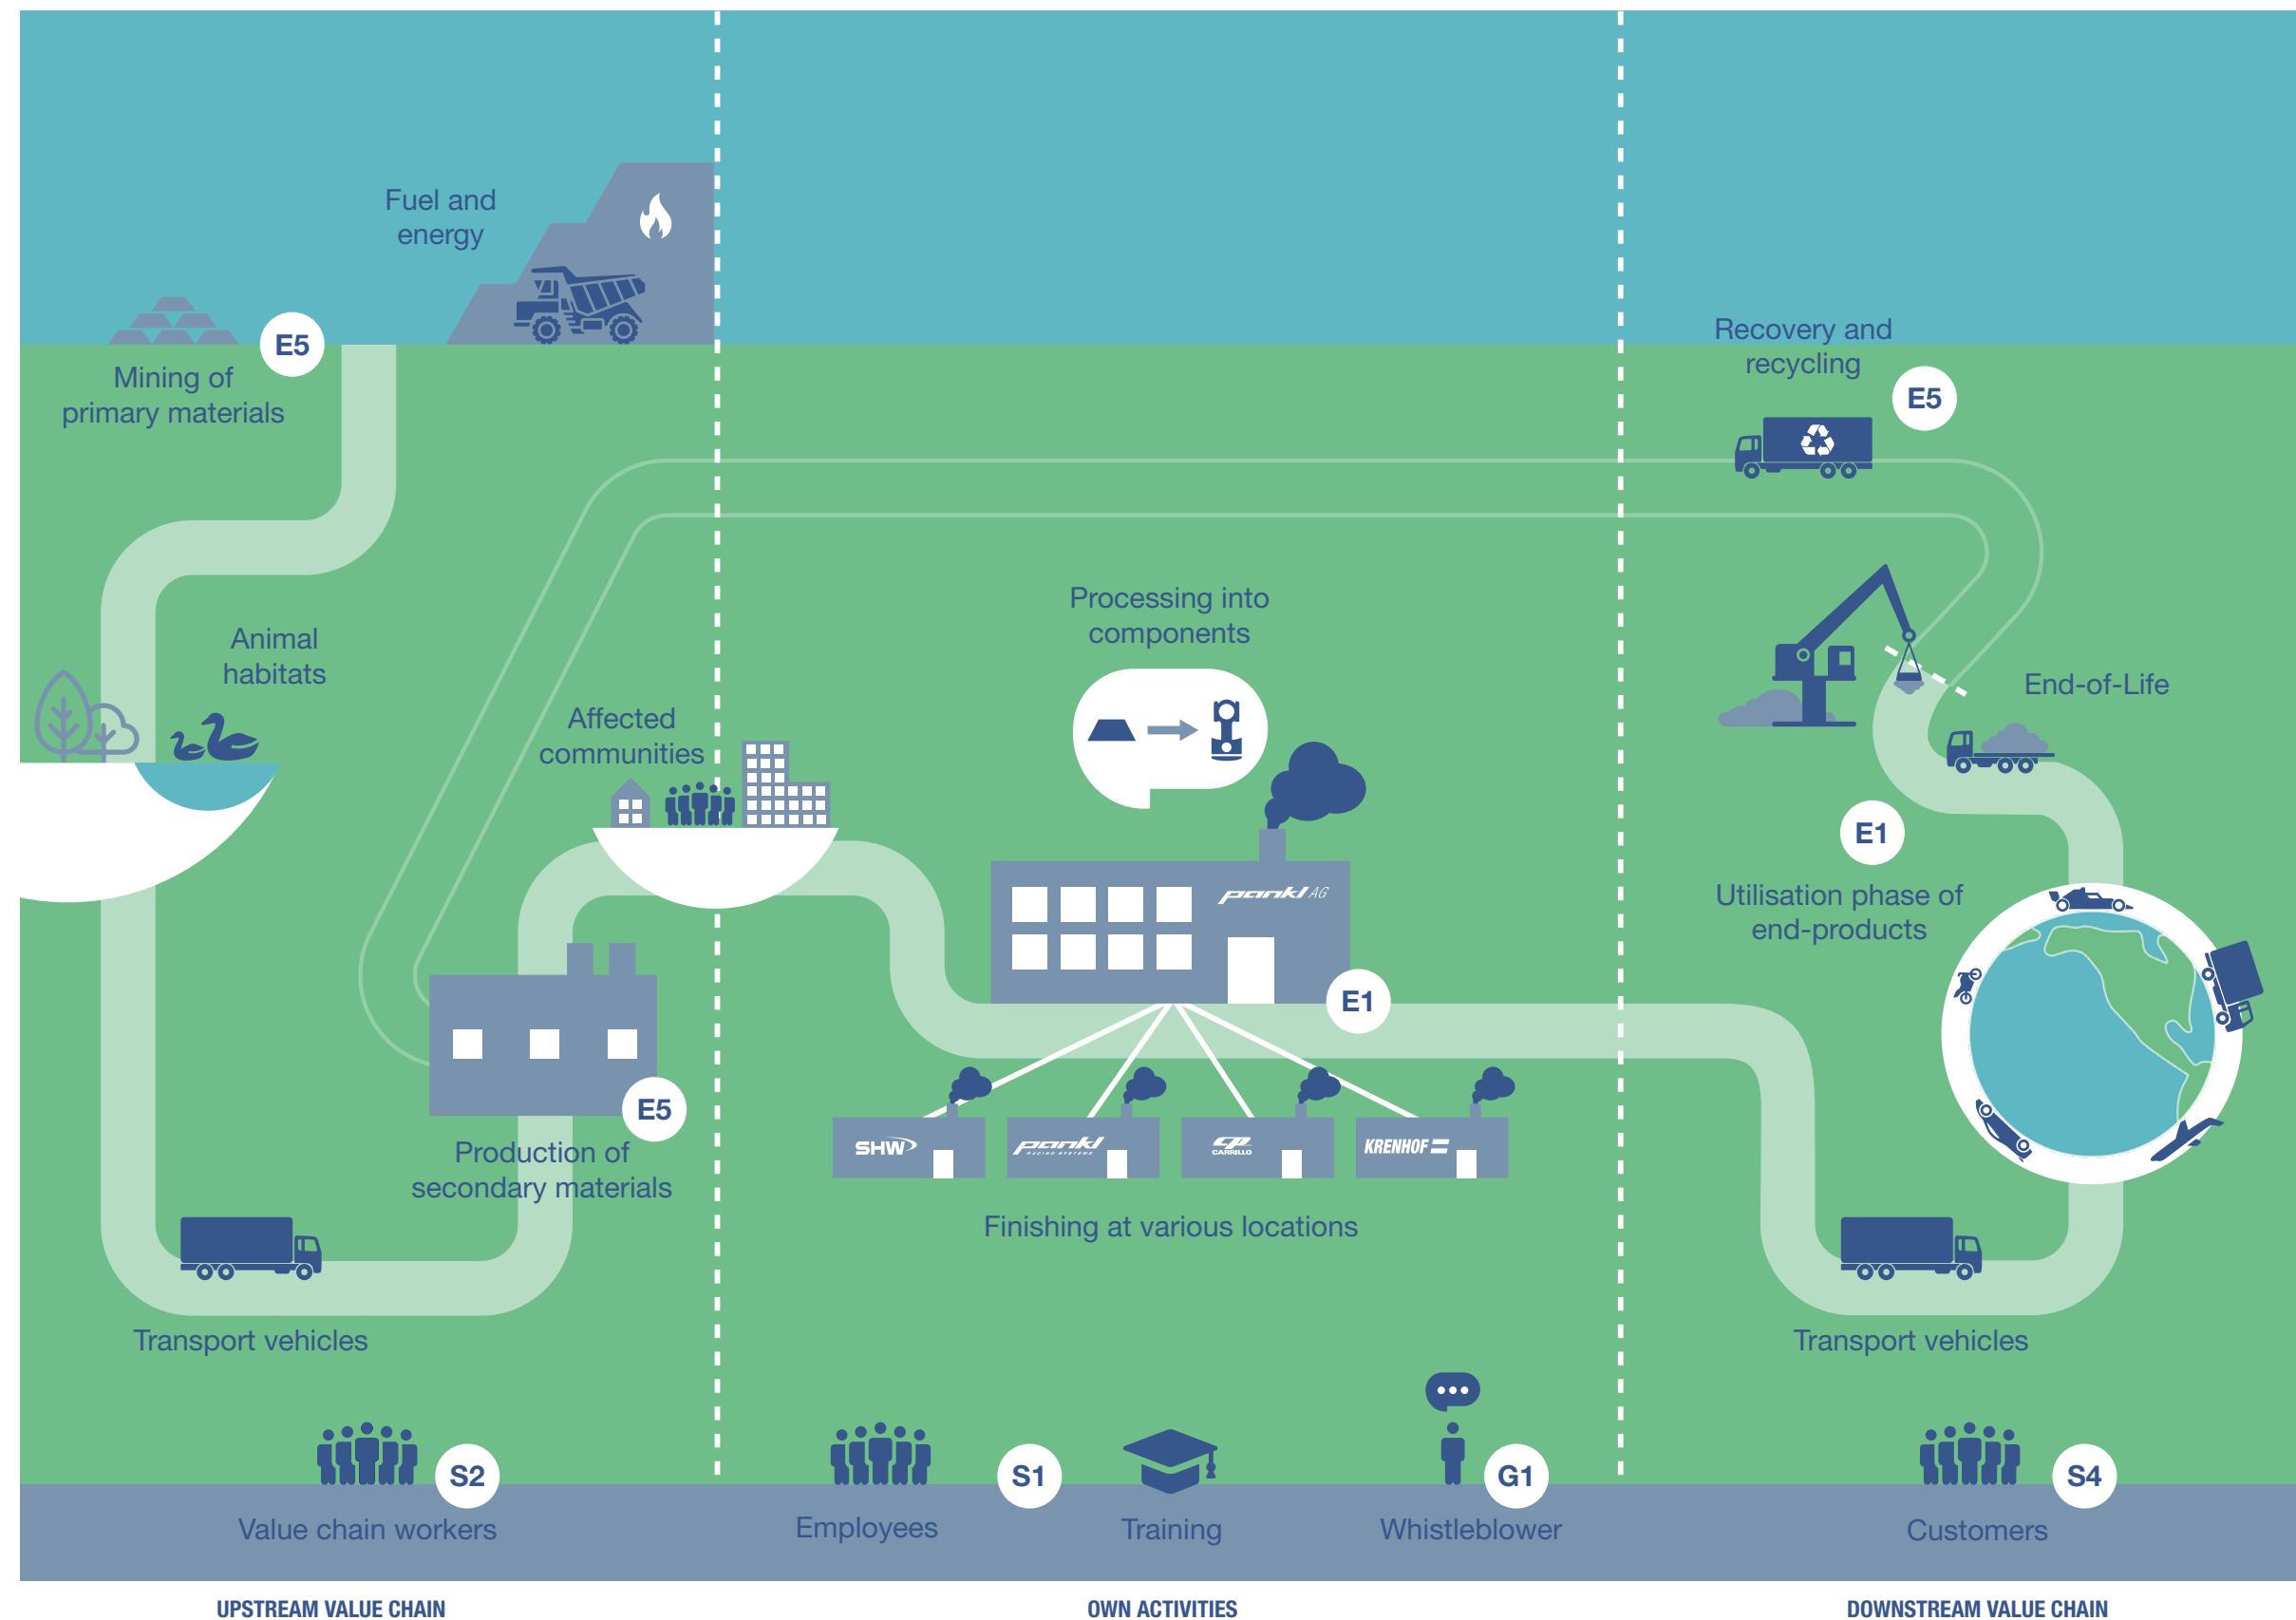 Fuel and
energy
E5
Mining of
primary materials
Animal
habitats
Affected
communities
E5
Production of
secondary materials
Transport vehicles
S2
Value chain workers
UPSTREAM VALUE CHAIN
Processing into
components
pankl AG
E1
SHW
pankl
RACING SYSTEMS
CP
CARRILLO
KRENHOF
Finishing at various locations
S1
G1
Employees
Training
Whistleblower
OWN ACTIVITIES
Recovery and
recycling
E5
End-of-Life
E1
Utilisation phase of
end-products
Transport vehicles
S4
Customers
DOWNSTREAM VALUE CHAIN